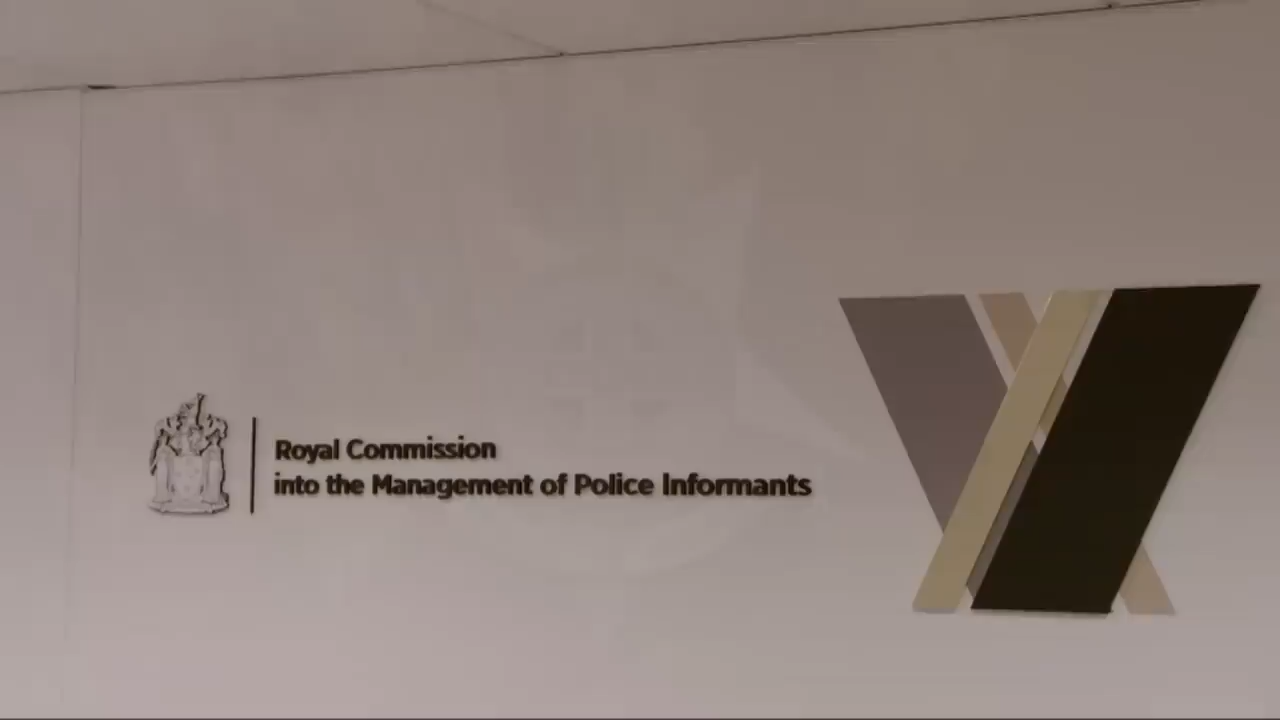 Royal Commission
into the Management of Police Informants